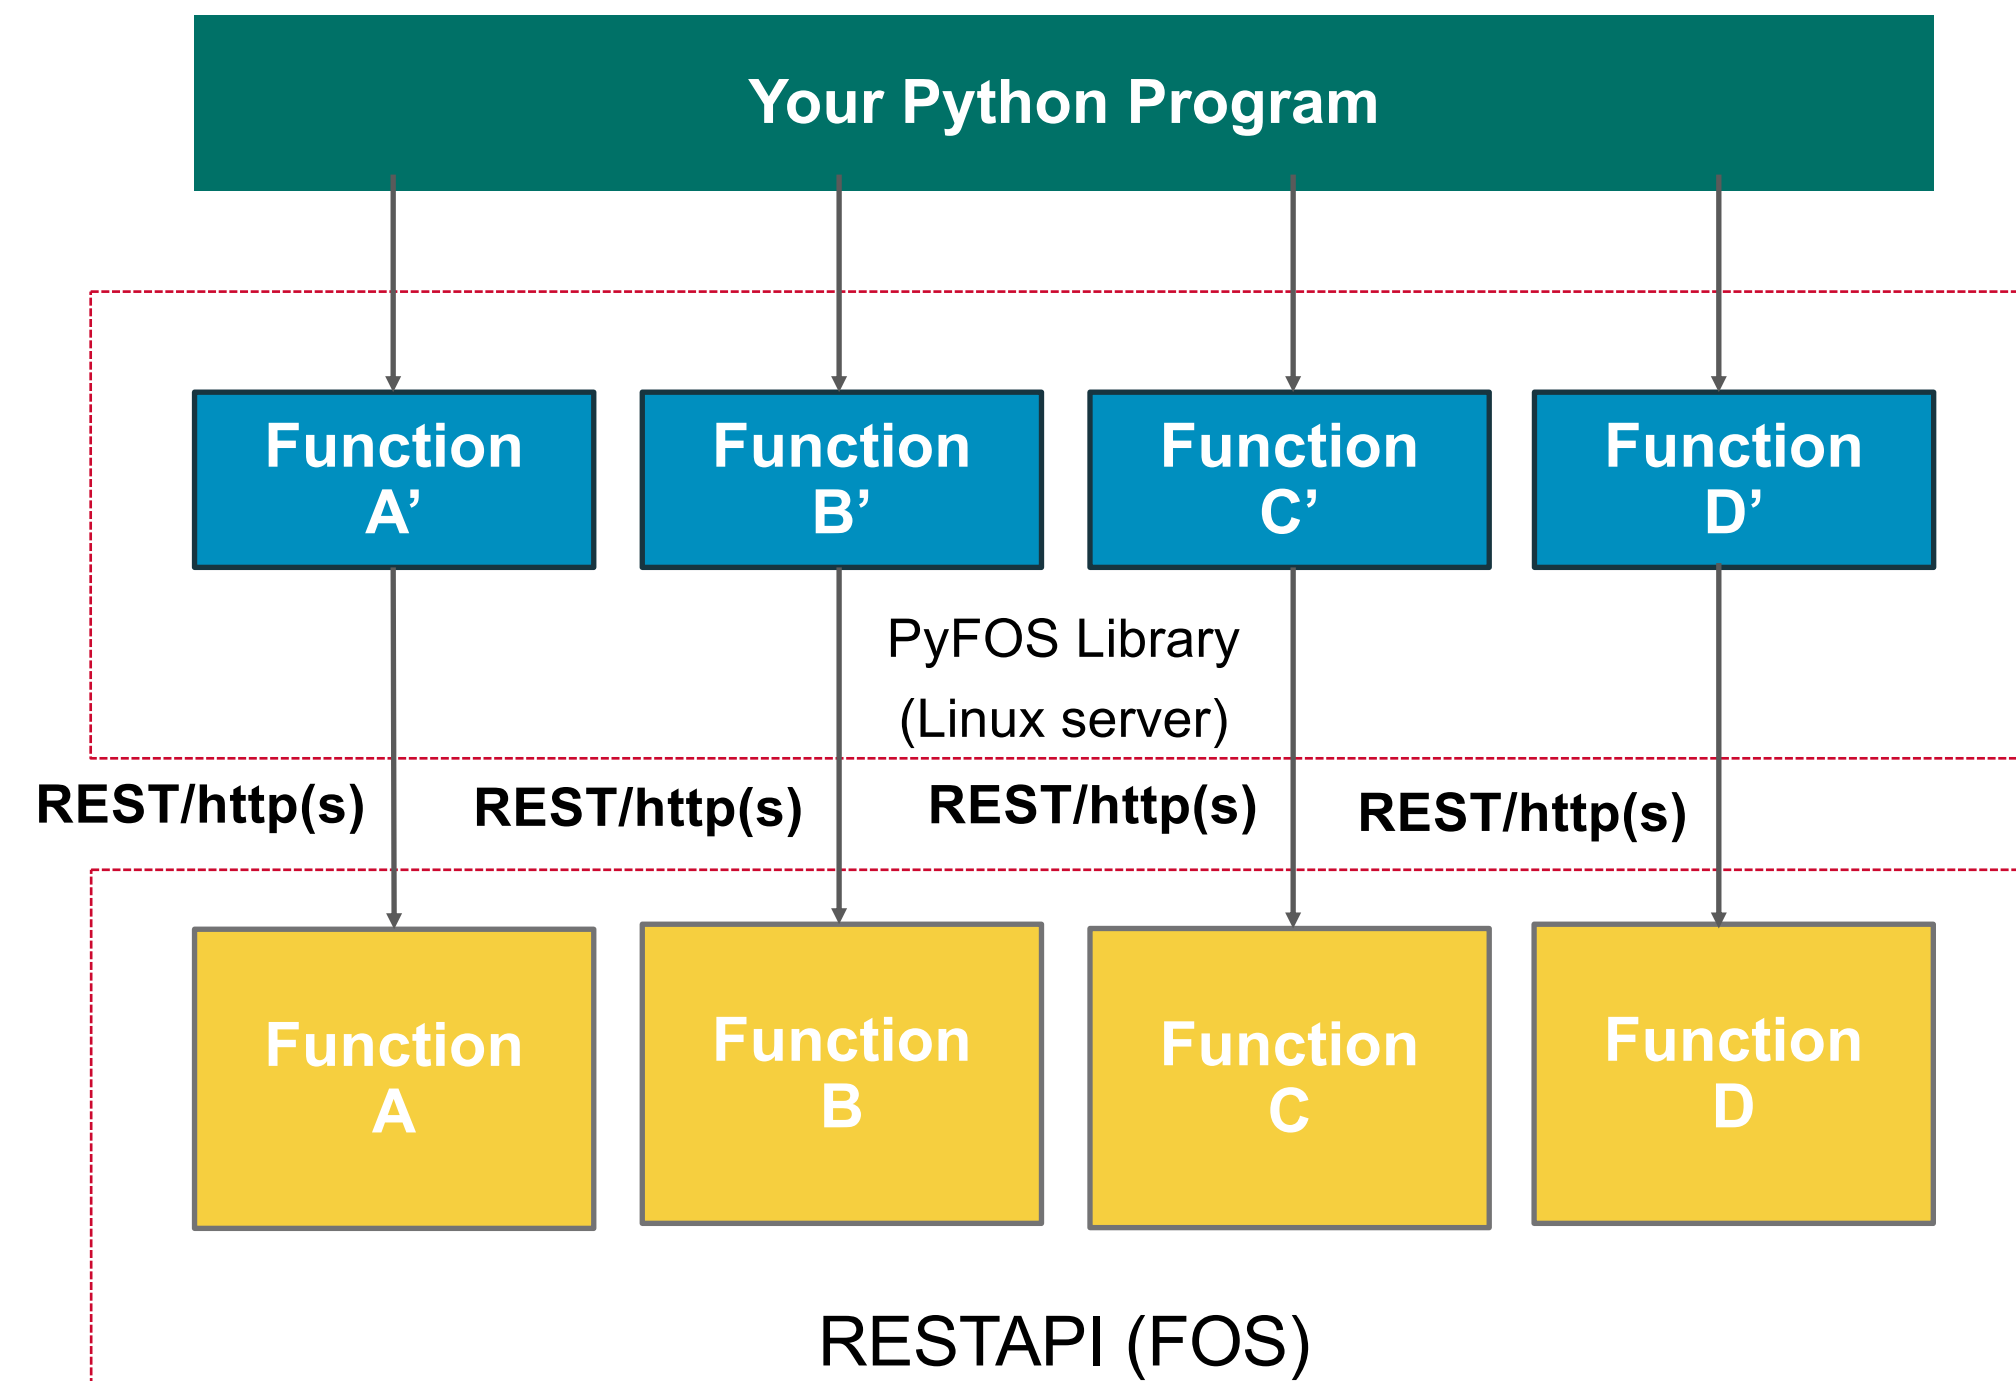 Your Python Program
Function
A’
Function
B’
Function
C’
Function
D’
PyFOS Library
(Linux server)
REST/http(s)
REST/http(s)
REST/http(s)
REST/http(s)
Function
A
Function
B
Function
C
Function
D
RESTAPI (FOS)